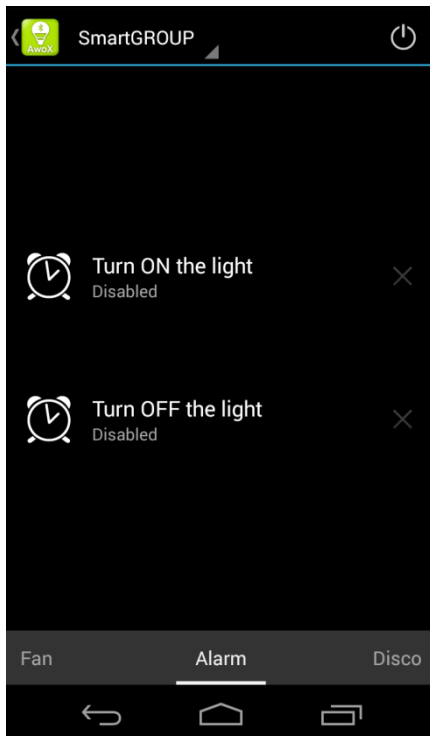 AwoX
SmartGROUP
Turn ON the light
Disabled
Turn OFF the light
Disabled
Fan
Alarm
Disco